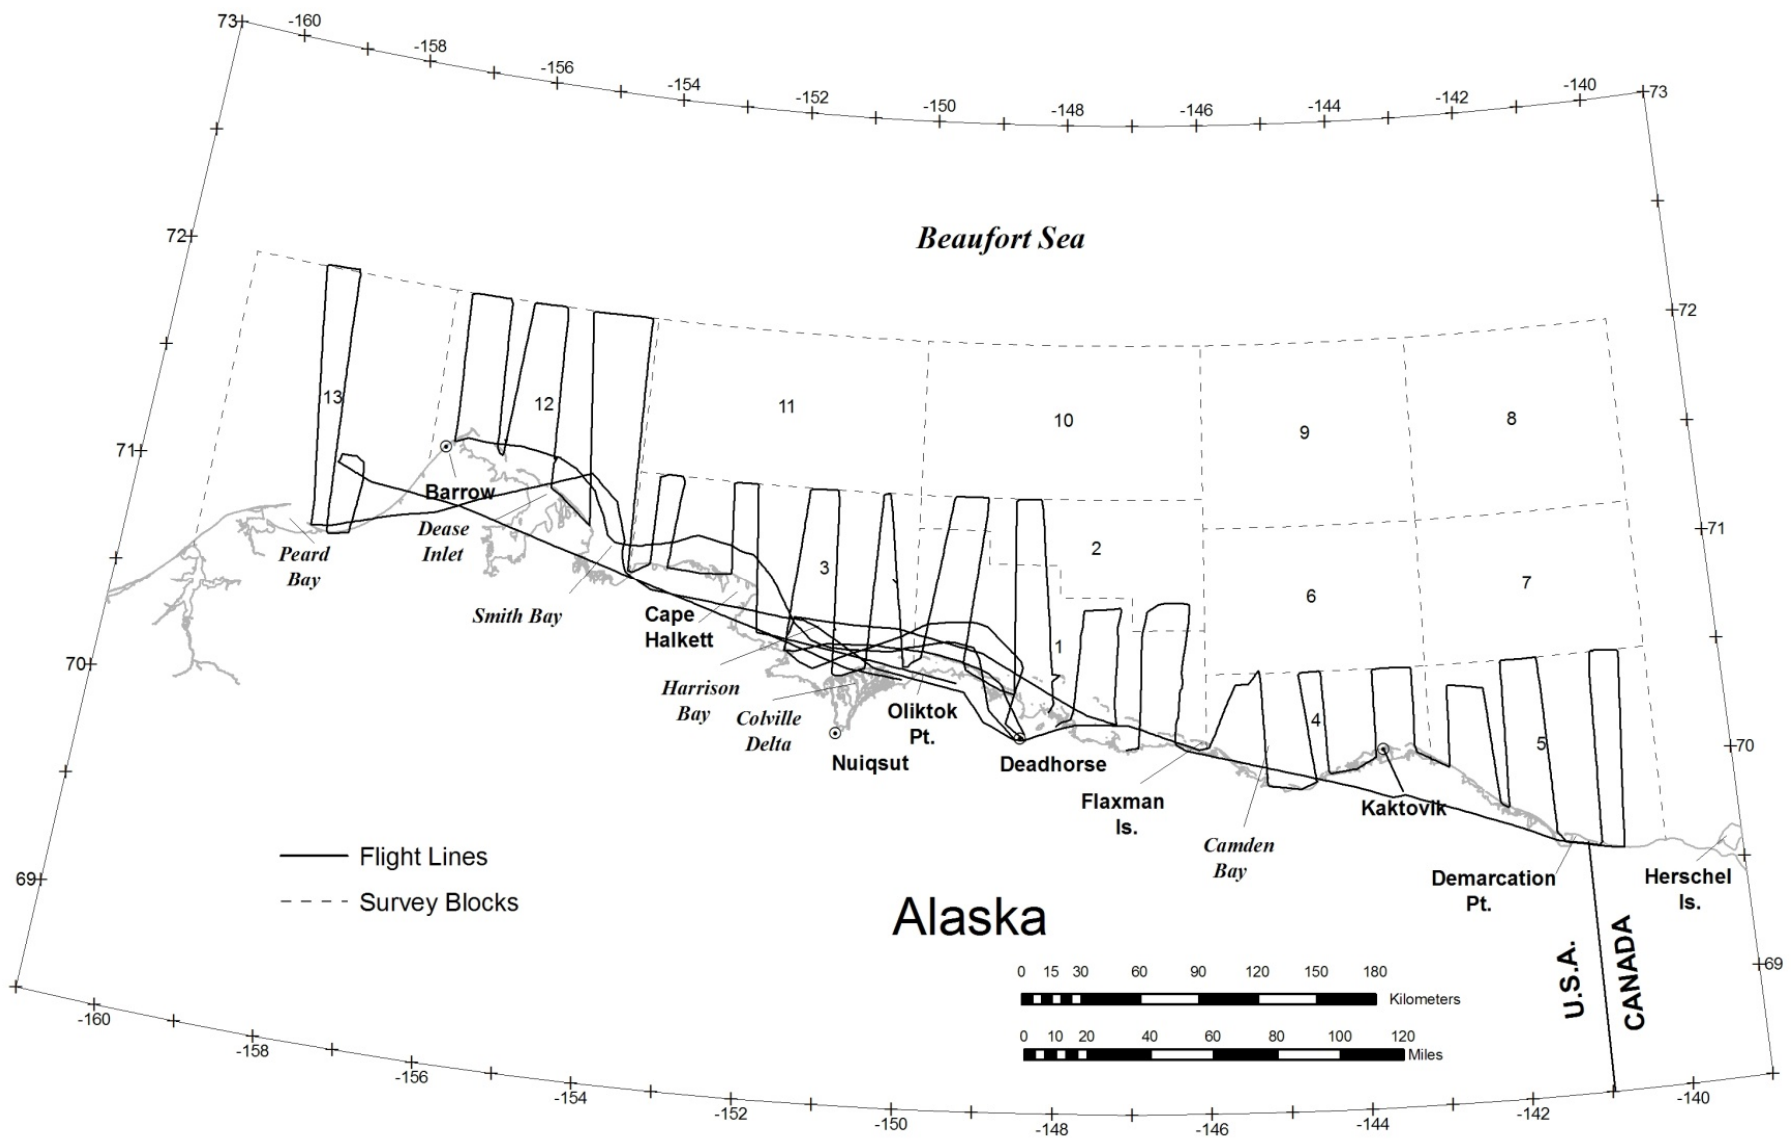 73
-160
-158
-156
-154
-152
-150
-148
-146
-144
-142
-140
73
72
Beaufort Sea
72
13
12
11
10
9
8
71
Barrow
Dease
Inlet
Peard
Bay
Smith Bay
Cape
Halkett
3
2
1
6
7
71
70
Harrison
Bay
Colville
Delta
Nuiqsut
Oliktok
Pt.
Deadhorse
Flaxman
Is.
Camden
Bay
4
Kaktovik
5
70
Demarcation
Pt.
Herschel
Is.
Flight Lines
Survey Blocks
69
Alaska
U.S.A.
CANADA
69
0 15 30 60 90 120 150 180
Kilometers
0 10 20 40 60 80 100 120
Miles
-160
-158
-156
-154
-152
-150
-148
-146
-144
-142
-140